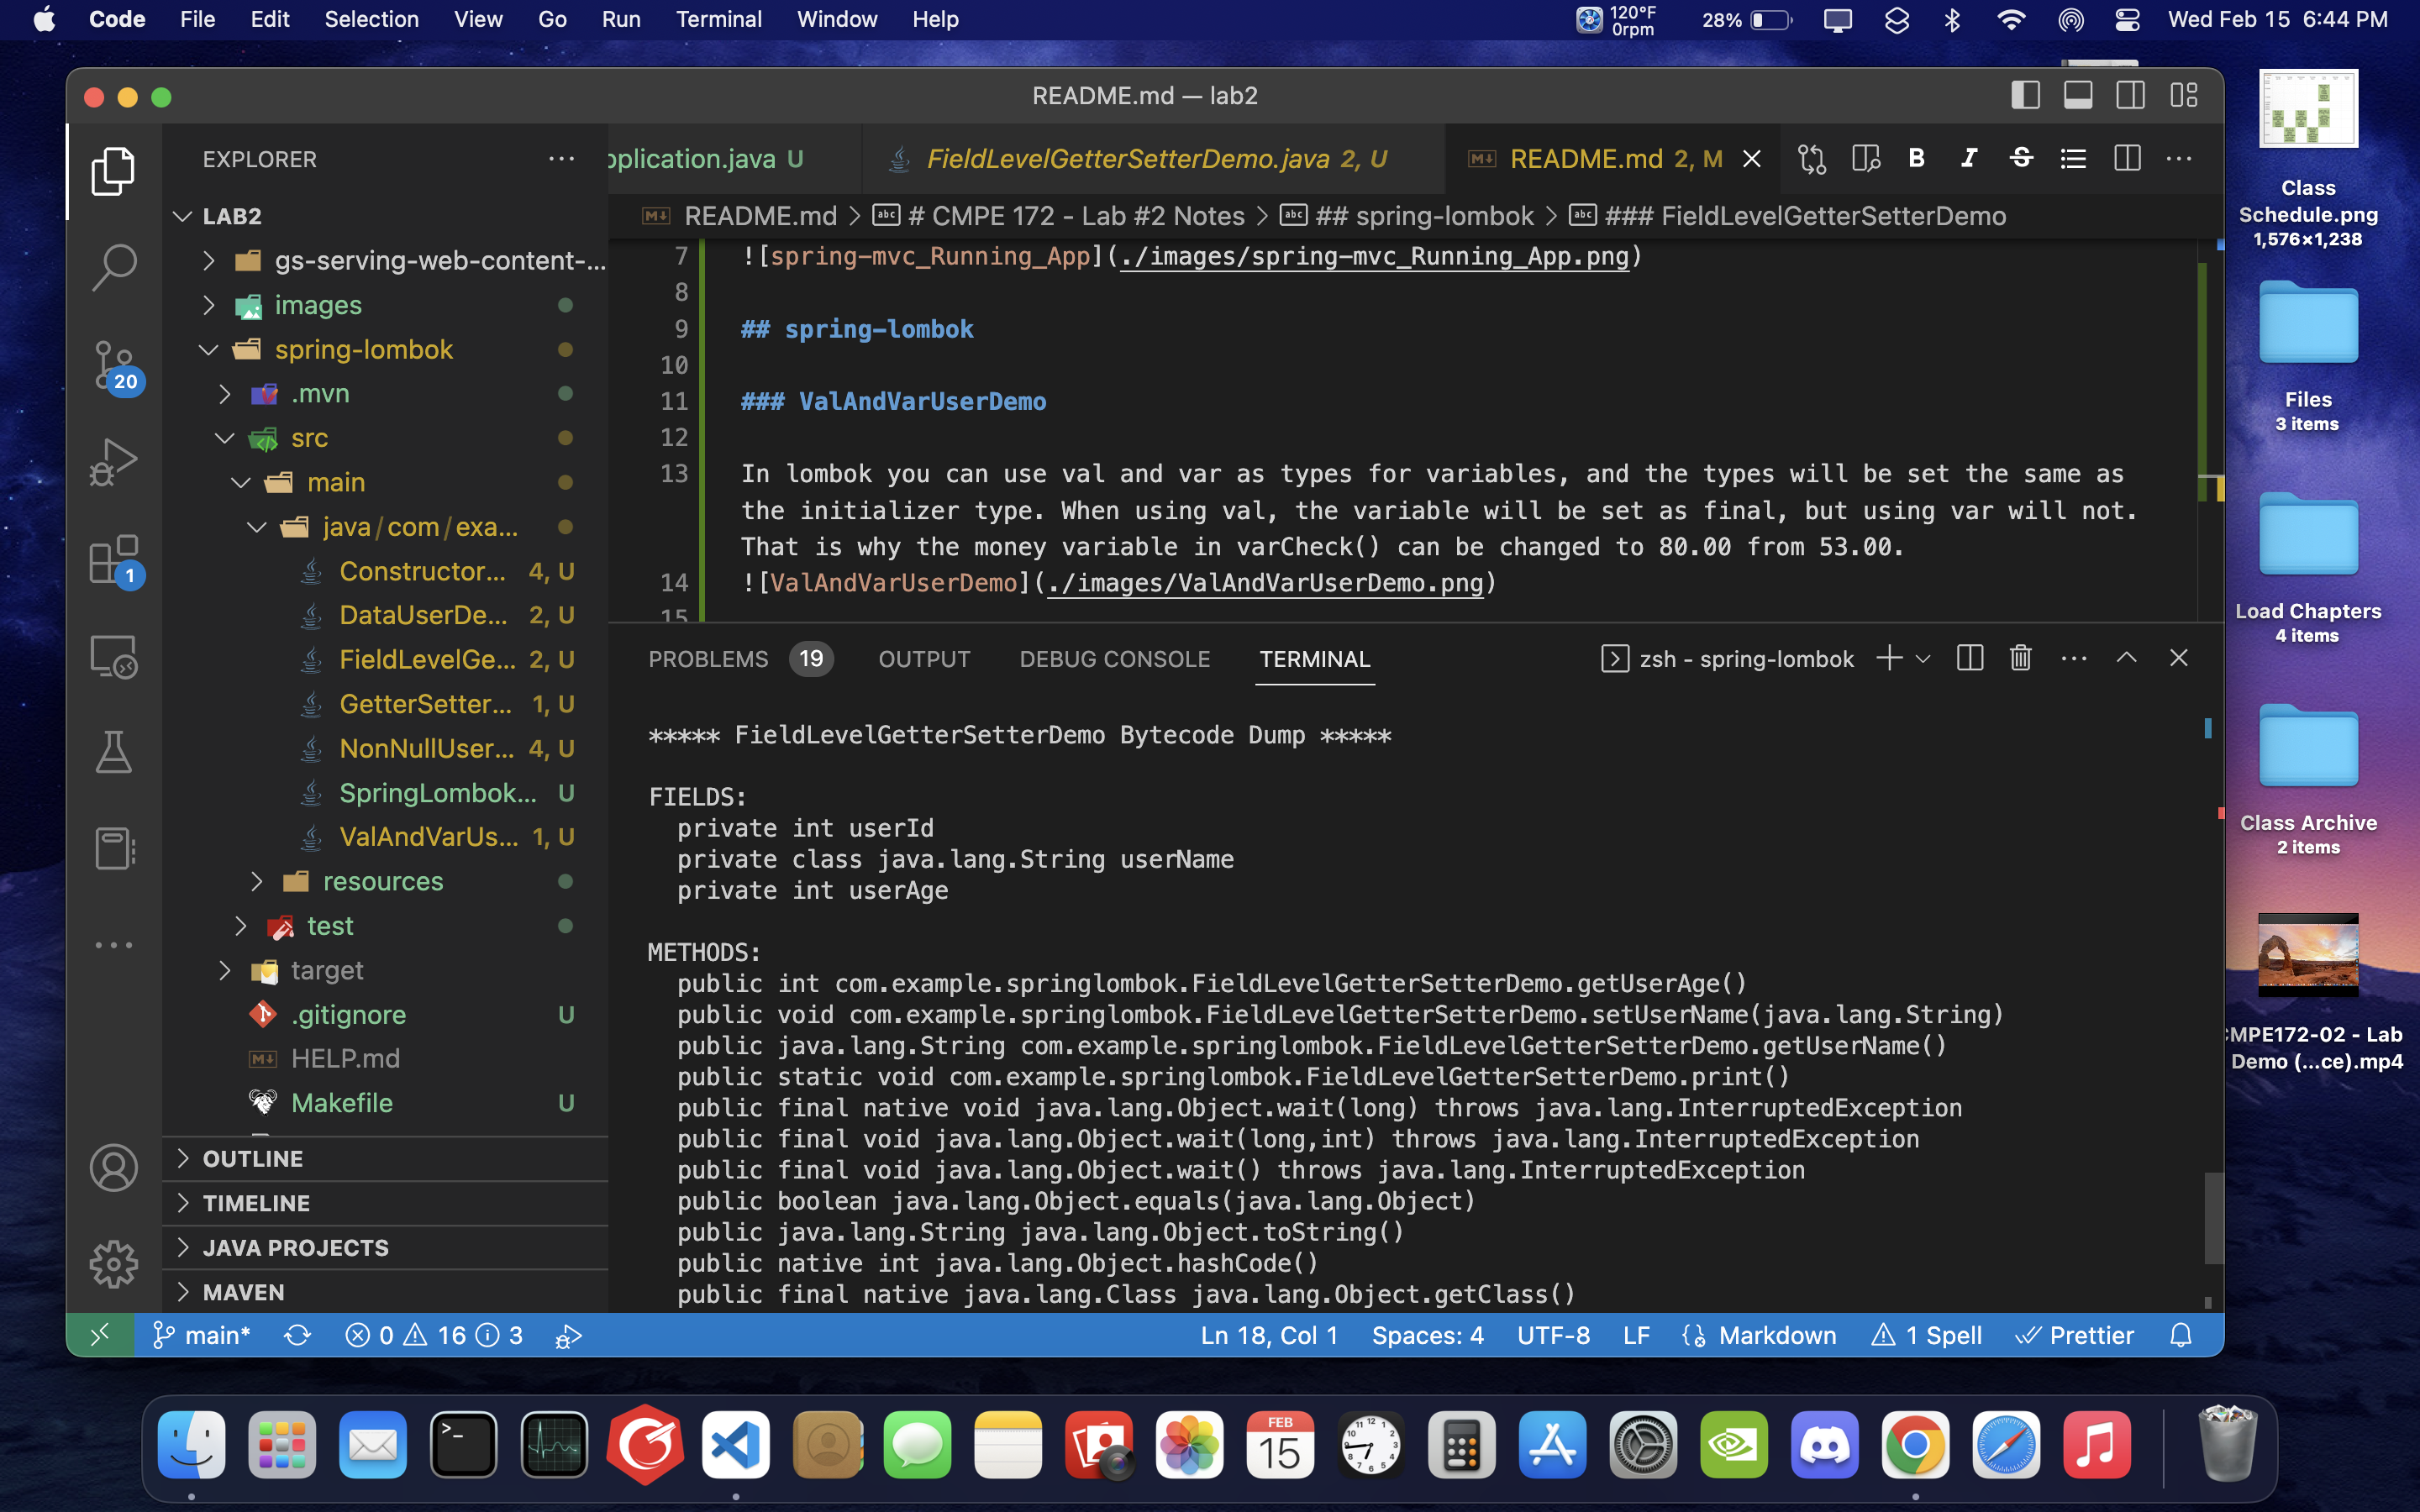 Code File Edit Selection View Go Run Terminal Window Help 120°F 0rpm 28% Wed Feb 15 6:44 PM
README.md — lab2
EXPLORER
LAB2
gs-serving-web-content-...
images
spring-lombok
.mvn
src
main
java/com/exa...
Constructor... 4, U
DataUserDe... 2, U
FieldLevelGe... 2, U
GetterSetter... 1, U
NonNullUser... 4, U
SpringLombok... U
ValAndVarUs... 1, U
resources
test
target
.gitignore U
HELP.md
Makefile U
OUTLINE
TIMELINE
JAVA PROJECTS
MAVEN
20
1
pplication.java U FieldLevelGetterSetterDemo.java 2, U README.md 2, M
README.md > # CMPE 172 - Lab #2 Notes > ## spring-lombok > ### FieldLevelGetterSetterDemo
7 ![spring-mvc_Running_App](./images/spring-mvc_Running_App.png)
8
9 ## spring-lombok
10
11 ### ValAndVarUserDemo
12
13 In lombok you can use val and var as types for variables, and the types will be set the same as
the initializer type. When using val, the variable will be set as final, but using var will not.
That is why the money variable in varCheck() can be changed to 80.00 from 53.00.
14 ![ValAndVarUserDemo](./images/ValAndVarUserDemo.png)
15
PROBLEMS 19 OUTPUT DEBUG CONSOLE TERMINAL zsh - spring-lombok
***** FieldLevelGetterSetterDemo Bytecode Dump *****
FIELDS:
private int userId
private class java.lang.String userName
private int userAge
METHODS:
public int com.example.springlombok.FieldLevelGetterSetterDemo.getUserAge()
public void com.example.springlombok.FieldLevelGetterSetterDemo.setUserName(java.lang.String)
public java.lang.String com.example.springlombok.FieldLevelGetterSetterDemo.getUserName()
public static void com.example.springlombok.FieldLevelGetterSetterDemo.print()
public final native void java.lang.Object.wait(long) throws java.lang.InterruptedException
public final void java.lang.Object.wait(long,int) throws java.lang.InterruptedException
public final void java.lang.Object.wait() throws java.lang.InterruptedException
public boolean java.lang.Object.equals(java.lang.Object)
public java.lang.String java.lang.Object.toString()
public native int java.lang.Object.hashCode()
public final native java.lang.Class java.lang.Object.getClass()
main* 0 16 3 Ln 18, Col 1 Spaces: 4 UTF-8 LF Markdown 1 Spell Prettier
Class
Schedule.png
1,576×1,238
Files
3 items
Load Chapters
4 items
Class Archive
2 items
CMPE172-02 - Lab
Demo (...ce).mp4
FEB
15